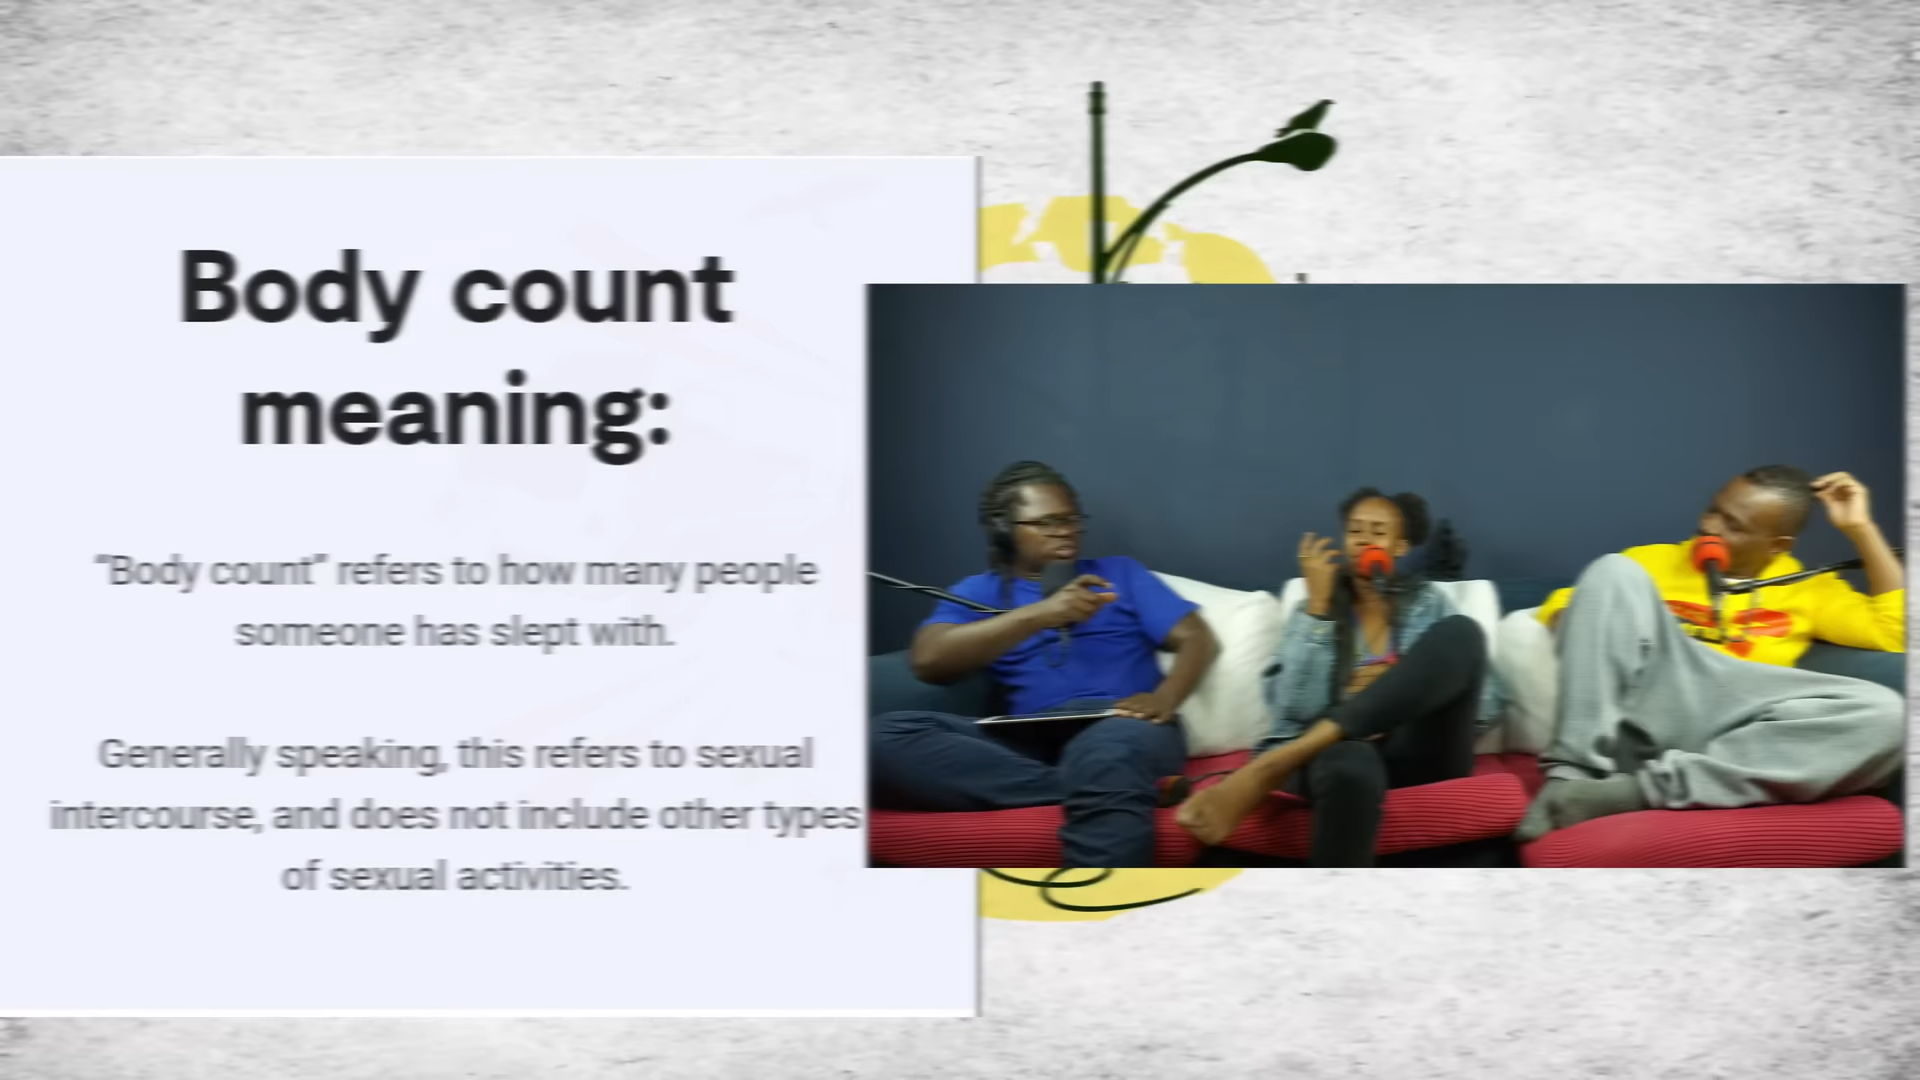 Body count
meaning:
“Body count” refers to how many people
someone has slept with.
Generally speaking, this refers to sexual
intercourse, and does not include other types
of sexual activities.